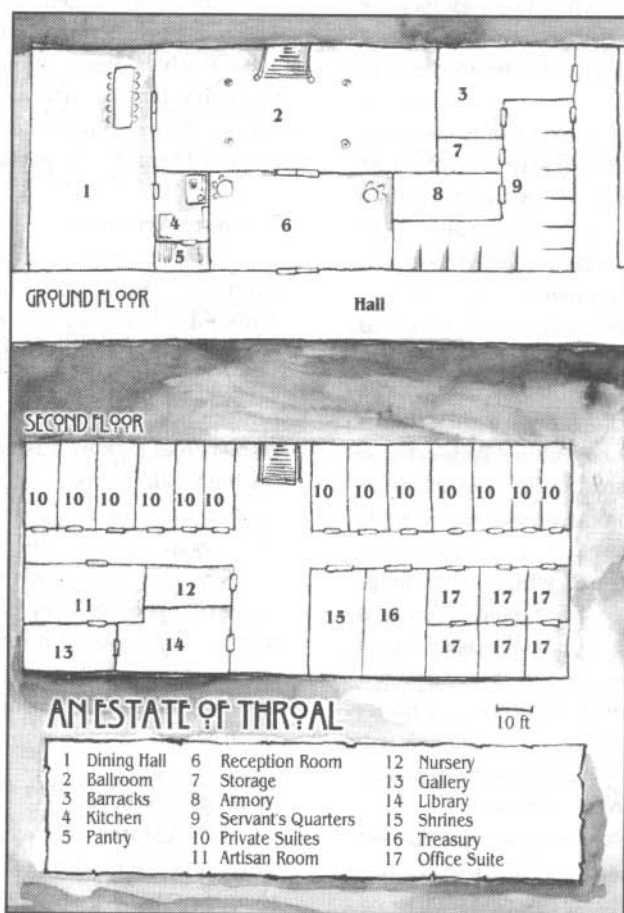 3
2
7
1
4
6
8
9
5
GROUND FLOOR
Hall
SECOND FLOOR
10 10 10 10 10 10 10 10 10 10 10 10 10
12
17 17 17
11
15 16
13 14
17 17 17
AN ESTATE OF THROAL
10 ft
1 Dining Hall 6 Reception Room 12 Nursery
2 Ballroom 7 Storage 13 Gallery
3 Barracks 8 Armory 14 Library
4 Kitchen 9 Servant's Quarters 15 Shrines
5 Pantry 10 Private Suites 16 Treasury
11 Artisan Room 17 Office Suite